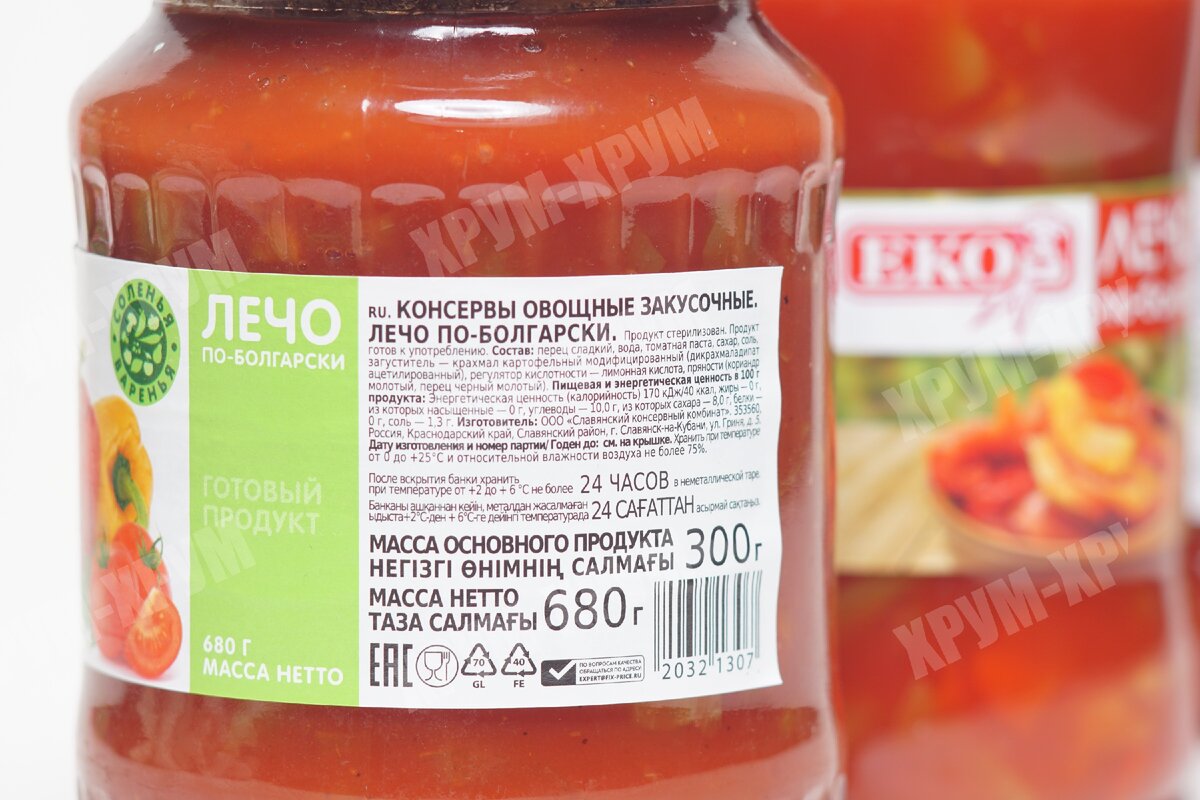 СОЛЕНЬЯ
ВАРЕНЬЯ
ЛЕЧО
ПО-БОЛГАРСКИ
ГОТОВЫЙ
ПРОДУКТ
680 Г
МАССА НЕТТО
RU. КОНСЕРВЫ ОВОЩНЫЕ ЗАКУСОЧНЫЕ.
ЛЕЧО ПО-БОЛГАРСКИ. Продукт стерилизован. Продукт
готов к употреблению. Состав: перец сладкий, вода, томатная паста, сахар, соль,
загуститель — крахмал картофельный модифицированный (дикрахмаладипат
ацетилированный), регулятор кислотности — лимонная кислота, пряности (кориандр
молотый, перец черный молотый). Пищевая и энергетическая ценность в 100 г
продукта: Энергетическая ценность (калорийность) 170 кДж/40 ккал, жиры — 0 г,
из которых насыщенные — 0 г, углеводы — 10,0 г, из которых сахара — 8,0 г, белки —
0 г, соль — 1,3 г. Изготовитель: ООО «Славянский консервный комбинат». 353560,
Россия, Краснодарский край, Славянский район, г. Славянск-на-Кубани, ул. Гриня, д. 5.
Дату изготовления и номер партии/ Годен до: см. на крышке. Хранить при температуре
от 0 до +25°С и относительной влажности воздуха не более 75%.
После вскрытия банки хранить
при температуре от +2 до + 6 °С не более 24 ЧАСОВ в неметаллической таре.
Банканы ашқаннан кейін, металдан жасалмаған
ыдыста+2°С-ден + 6°С-ге дейінгі температурада 24 САҒАТТАН асырмай сақтаңыз.
МАССА ОСНОВНОГО ПРОДУКТА
НЕГІЗГІ ӨНІМНІҢ САЛМАҒЫ 300 г
МАССА НЕТТО
ТАЗА САЛМАҒЫ 680 г
EAC
70
GL
40
FE
ПО ВОПРОСАМ КАЧЕСТВА
ОБРАЩАТЬСЯ ПО АДРЕСУ
EXPERT@FIX-PRICE.RU
2032 1307
ЕКО
ЛЕЧО
ХРУМ-ХРУМ
ХРУМ-ХРУМ
ХРУМ-ХРУМ
ХРУМ-ХРУ
ХРУМ-ХРУ